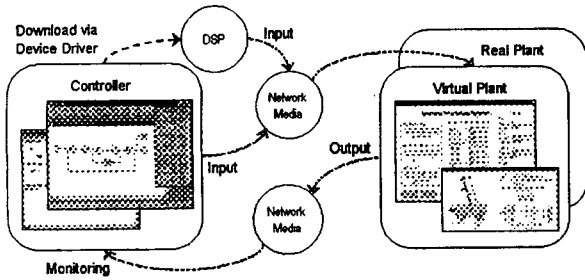 Download via
Device Driver
DSP
Input
Real Plant
Controller
Virtual Plant
Network
Media
Input
Output
Network
Media
Monitoring